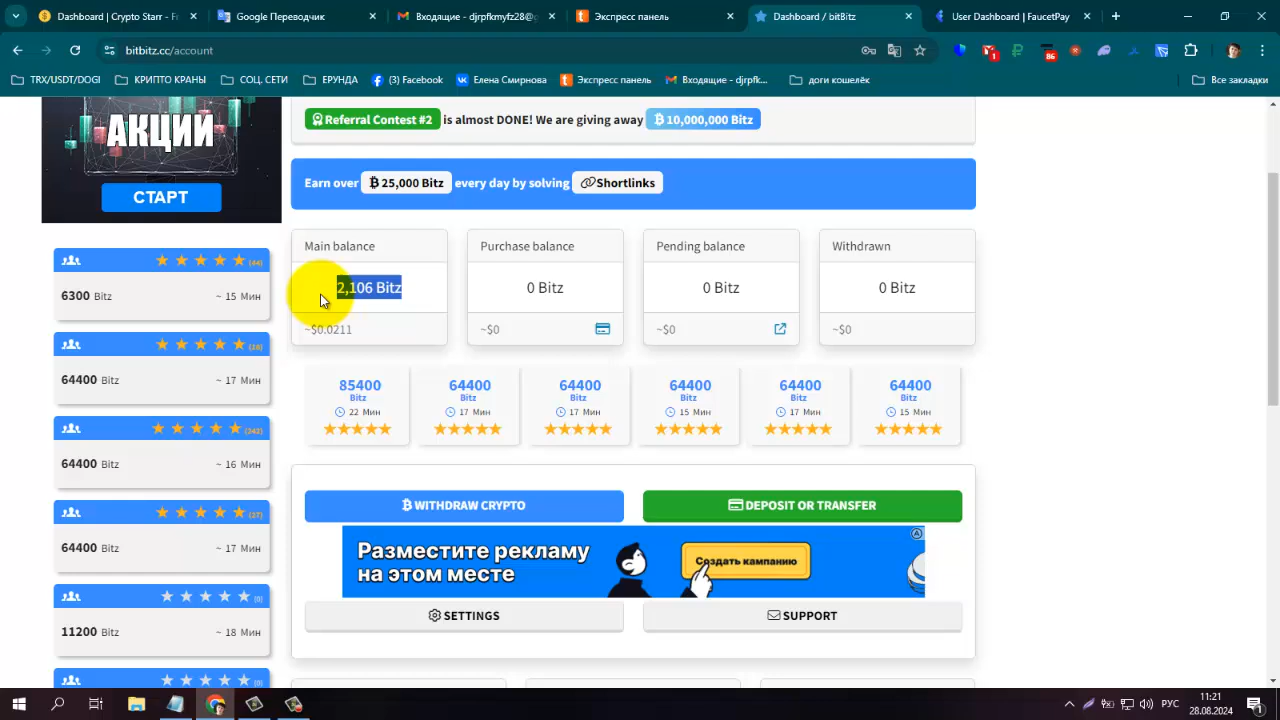 Dashboard | Crypto Starr - F
Google Переводчик
Входящие - djrpfkmyfz28@g
Экспресс панель
Dashboard / bitBitz
User Dashboard | FaucetPay
bitbitz.cc/account
1
86
TRX/USDT/DOGI
КРИПТО КРАНЫ
СОЦ. СЕТИ
ЕРУНДА
(3) Facebook
Елена Смирнова
Экспресс панель
Входящие - djrpfk...
доги кошелёк
Все закладки
АКЦИИ
СТАРТ
Referral Contest #2 is almost DONE! We are giving away 10,000,000 Bitz
Earn over 25,000 Bitz every day by solving Shortlinks
Main balance
2,106 Bitz
~$0.0211
Purchase balance
0 Bitz
~$0
Pending balance
0 Bitz
~$0
Withdrawn
0 Bitz
~$0
6300 Bitz ~ 15 Мин
64400 Bitz ~ 17 Мин
64400 Bitz ~ 16 Мин
64400 Bitz ~ 17 Мин
11200 Bitz ~ 18 Мин
85400
Bitz
22 Мин
64400
Bitz
17 Мин
64400
Bitz
17 Мин
64400
Bitz
15 Мин
64400
Bitz
17 Мин
64400
Bitz
15 Мин
WITHDRAW CRYPTO
DEPOSIT OR TRANSFER
Разместите рекламу
на этом месте
Создать кампанию
SETTINGS
SUPPORT
РУС
11:21
28.08.2024
1